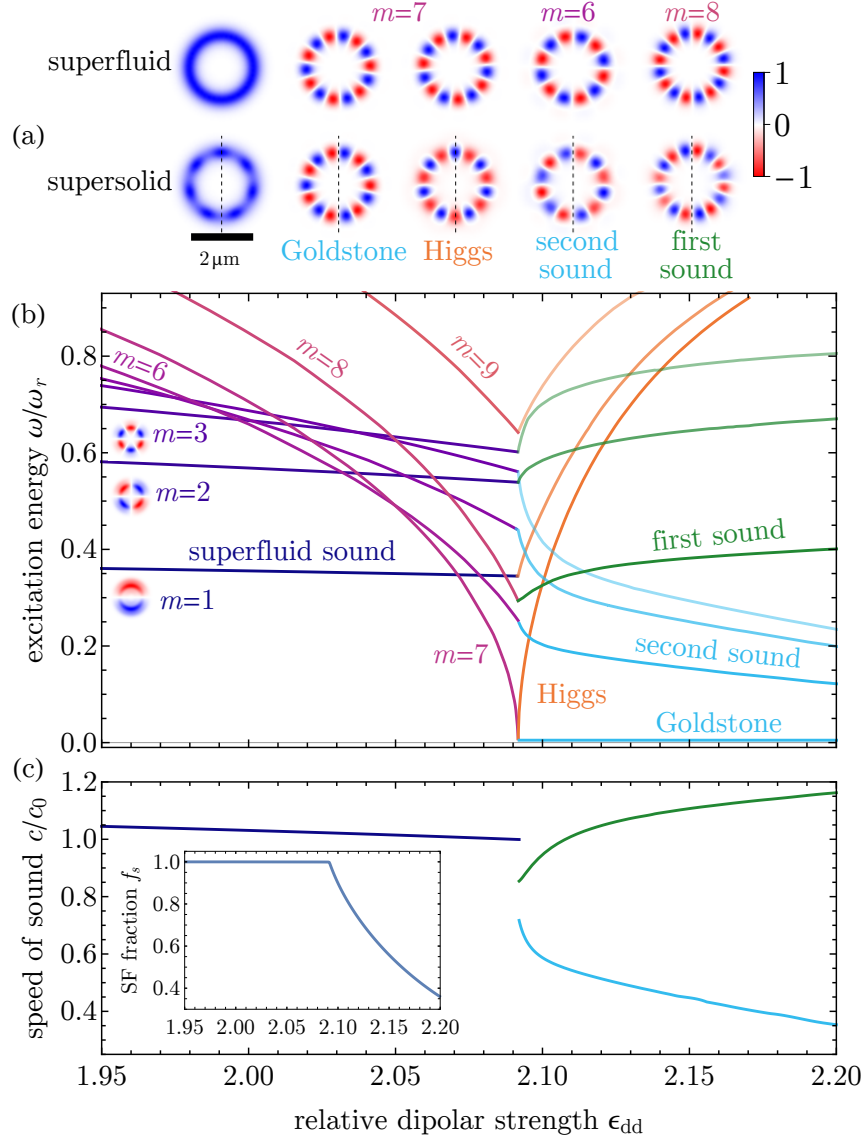 m=7 m=6 m=8
superfluid
(a)
supersolid
1
0
−1
2 μm
Goldstone Higgs second sound first sound
(b)
excitation energy ω/ωr
0.8
0.6
0.4
0.2
0.0
m=6
m=8
m=9
m=3
m=2
superfluid sound
m=1
m=7
first sound
second sound
Higgs
Goldstone
(c)
speed of sound c/c0
1.2
1.0
0.8
0.6
0.4
SF fraction fs
1.0
0.8
0.6
0.4
1.95 2.00 2.05 2.10 2.15 2.20
1.95 2.00 2.05 2.10 2.15 2.20
relative dipolar strength ϵdd